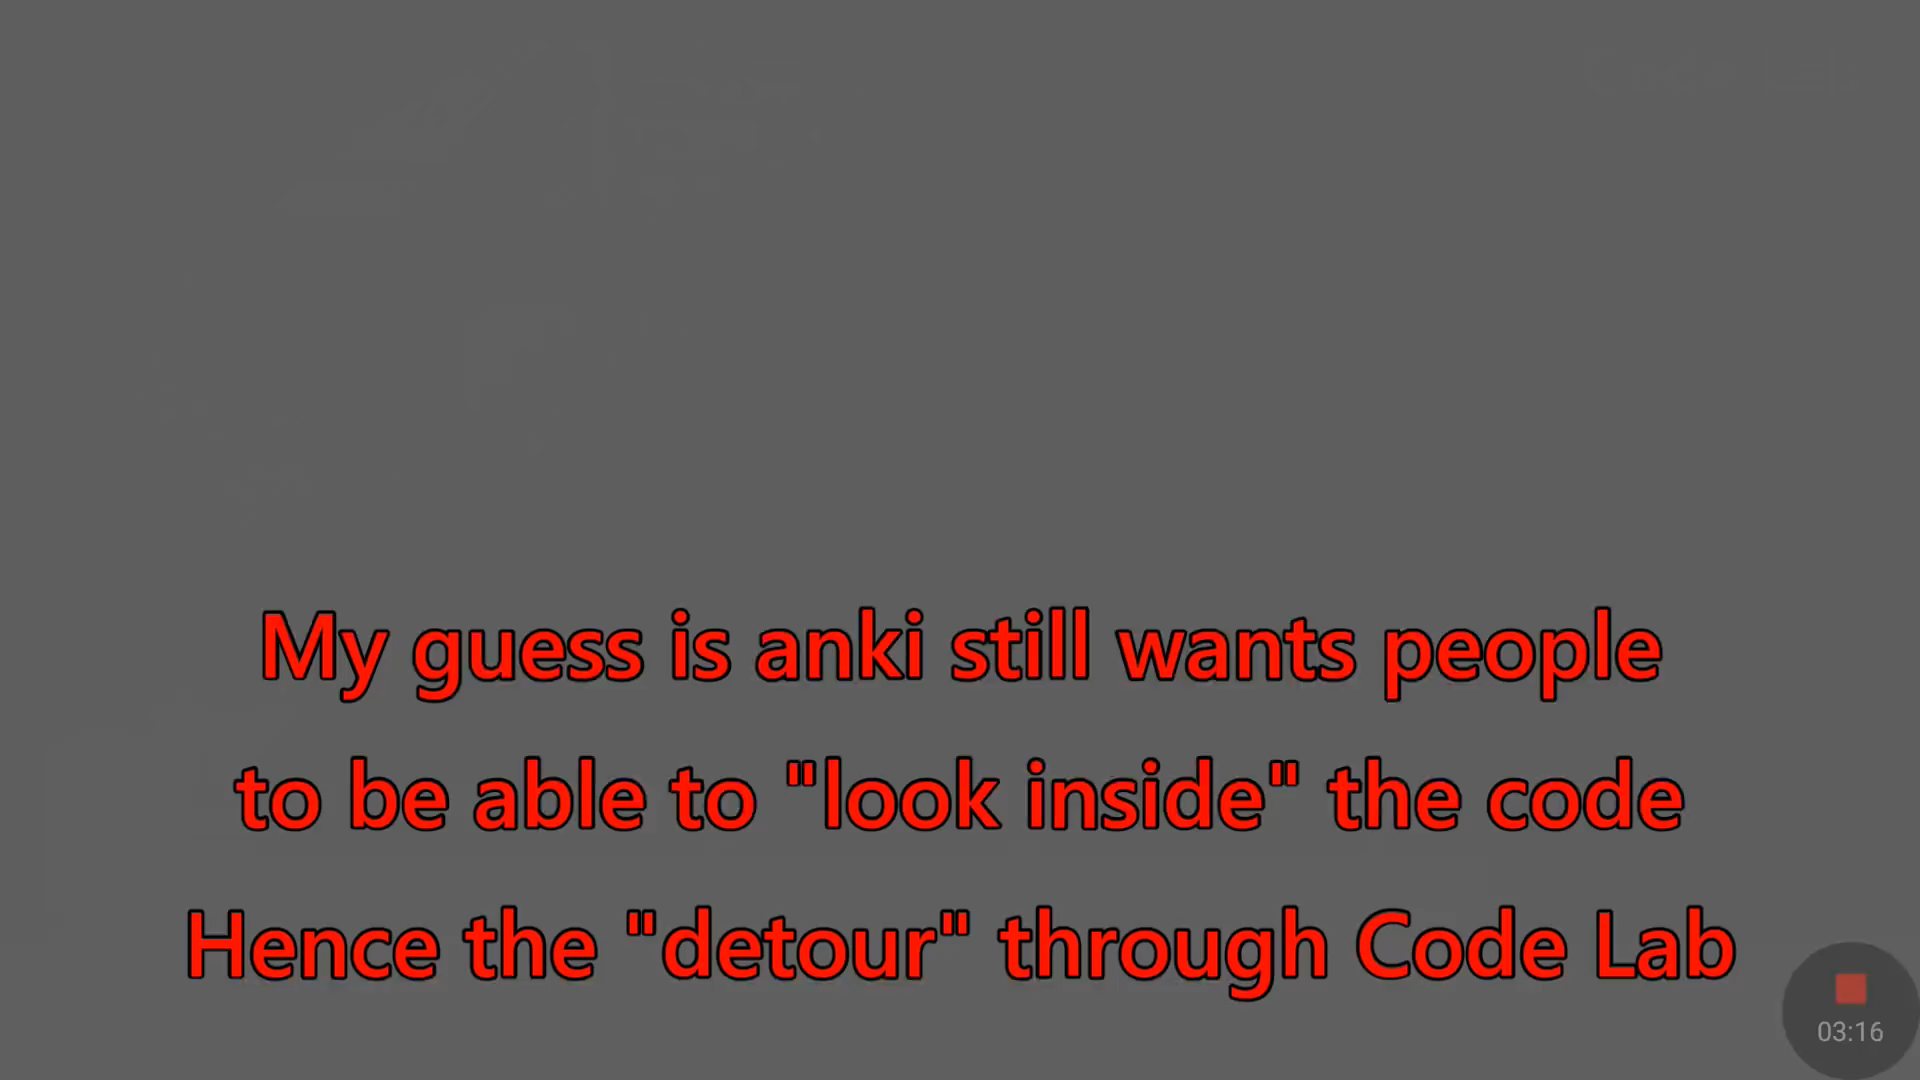 My guess is anki still wants people
to be able to "look inside" the code
Hence the "detour" through Code Lab
03:16